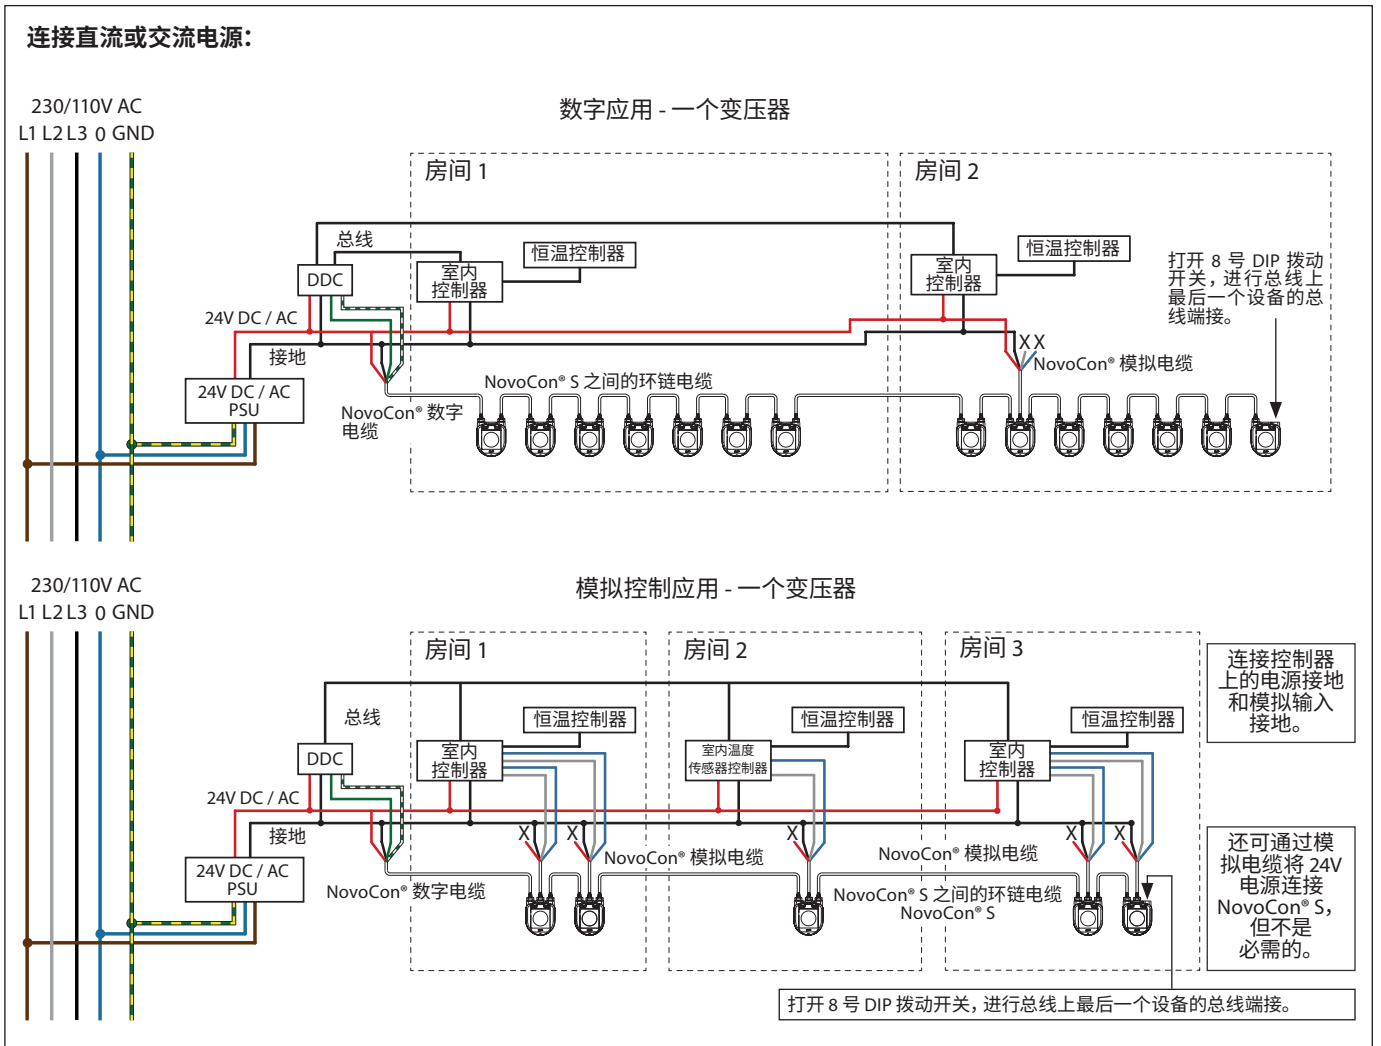 连接直流或交流电源：
230/110V AC
L1 L2 L3 0 GND
数字应用 - 一个变压器
房间 1
房间 2
总线
DDC
室内
控制器
恒温控制器
室内
控制器
恒温控制器
打开 8 号 DIP 拨动
开关，进行总线上
最后一个设备的总
线端接。
24V DC / AC
接地
24V DC / AC
PSU
X X
NovoCon® 模拟电缆
NovoCon® S 之间的环链电缆
NovoCon® 数字
电缆
230/110V AC
L1 L2 L3 0 GND
模拟控制应用 - 一个变压器
房间 1
房间 2
房间 3
总线
DDC
室内
控制器
恒温控制器
室内温度
传感器控制器
恒温控制器
室内
控制器
恒温控制器
连接控制器
上的电源接地
和模拟输入
接地。
24V DC / AC
接地
24V DC / AC
PSU
X
X
X
X
X
NovoCon® 模拟电缆
NovoCon® 模拟电缆
NovoCon® 数字电缆
NovoCon® S 之间的环链电缆
NovoCon® S
还可通过模
拟电缆将 24V
电源连接
NovoCon® S，
但不是
必需的。
打开 8 号 DIP 拨动开关，进行总线上最后一个设备的总线端接。